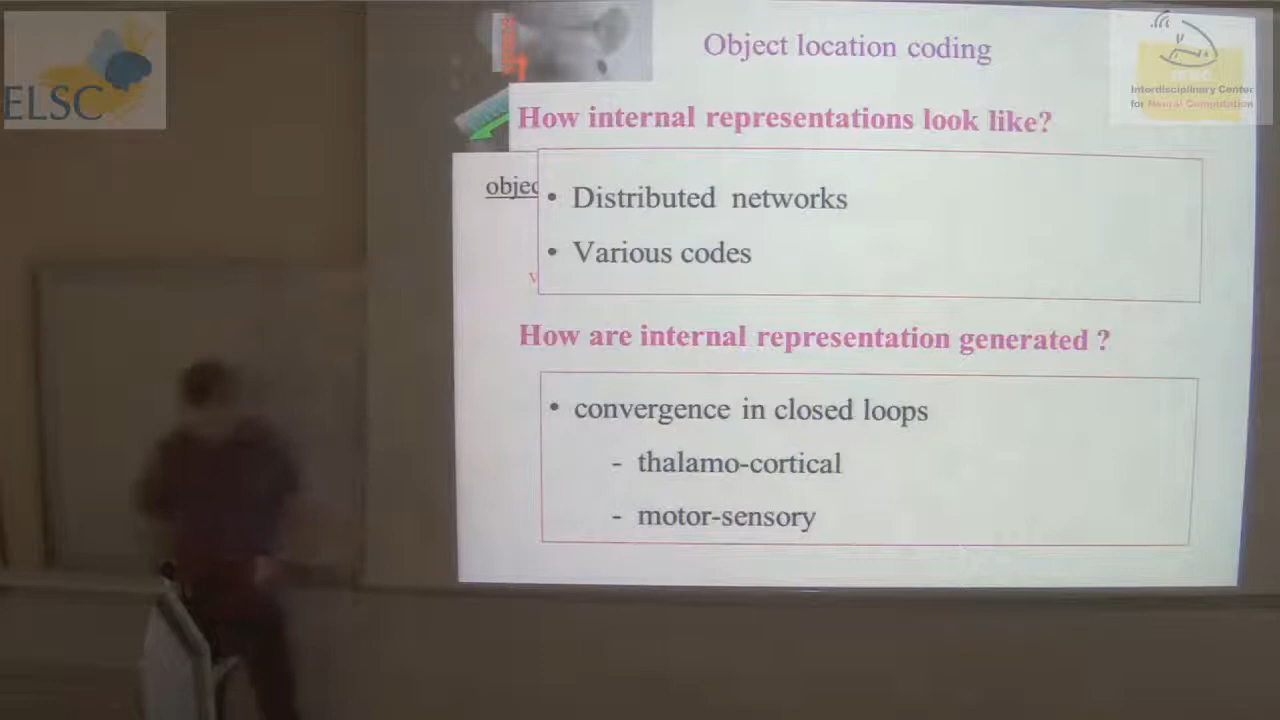 ELSC
Object location coding
Interdisciplinary Center
for Neural Computation
How internal representations look like?
objec
• Distributed networks
• Various codes
v
How are internal representation generated ?
• convergence in closed loops
- thalamo-cortical
- motor-sensory